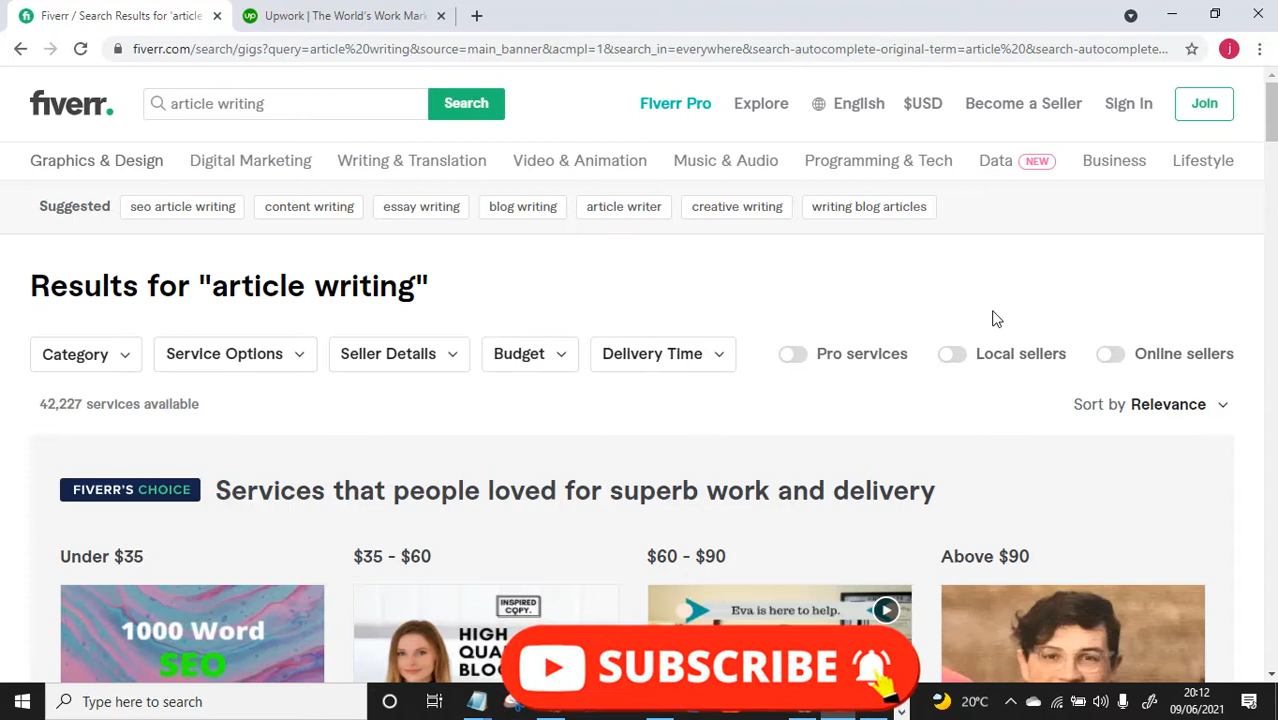 Fiverr / Search Results for 'article
Upwork | The World's Work Mark
fiverr.com/search/gigs?query=article%20writing&source=main_banner&acmpl=1&search_in=everywhere&search-autocomplete-original-term=article%20&search-autocomplete...
j
fiverr.
article writing
Search
Fiverr Pro
Explore
English
$USD
Become a Seller
Sign In
Join
Graphics & Design
Digital Marketing
Writing & Translation
Video & Animation
Music & Audio
Programming & Tech
Data NEW
Business
Lifestyle
Suggested
seo article writing
content writing
essay writing
blog writing
article writer
creative writing
writing blog articles
Results for "article writing"
Category
Service Options
Seller Details
Budget
Delivery Time
Pro services
Local sellers
Online sellers
42,227 services available
Sort by Relevance
FIVERR'S CHOICE
Services that people loved for superb work and delivery
Under $35
$35 - $60
$60 - $90
Above $90
1000 Word
SEO
INSPIRED
COPY.
HIGH
QUA
BLO
Eva is here to help.
SUBSCRIBE
Type here to search
20°C
20:12
09/06/2021